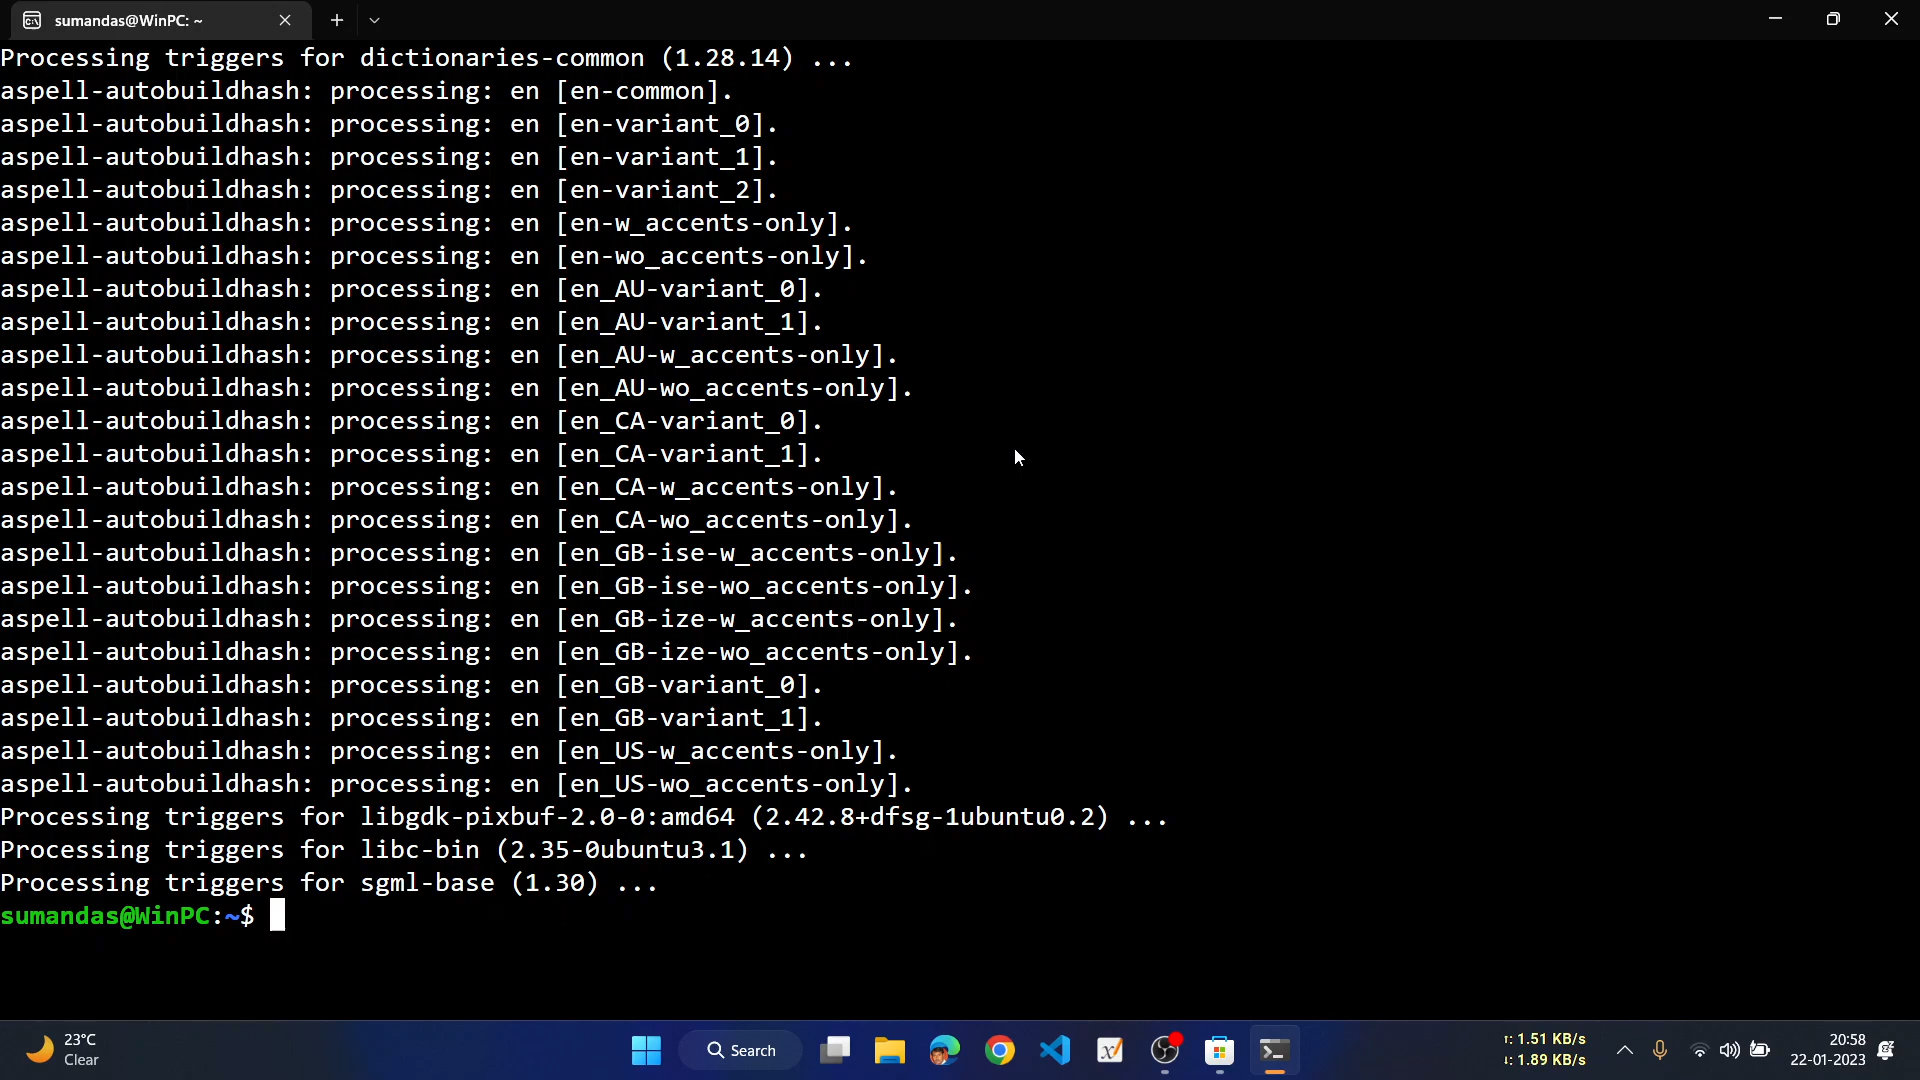 sumandas@WinPC: ~
Processing triggers for dictionaries-common (1.28.14) ...
aspell-autobuildhash: processing: en [en-common].
aspell-autobuildhash: processing: en [en-variant_0].
aspell-autobuildhash: processing: en [en-variant_1].
aspell-autobuildhash: processing: en [en-variant_2].
aspell-autobuildhash: processing: en [en-w_accents-only].
aspell-autobuildhash: processing: en [en-wo_accents-only].
aspell-autobuildhash: processing: en [en_AU-variant_0].
aspell-autobuildhash: processing: en [en_AU-variant_1].
aspell-autobuildhash: processing: en [en_AU-w_accents-only].
aspell-autobuildhash: processing: en [en_AU-wo_accents-only].
aspell-autobuildhash: processing: en [en_CA-variant_0].
aspell-autobuildhash: processing: en [en_CA-variant_1].
aspell-autobuildhash: processing: en [en_CA-w_accents-only].
aspell-autobuildhash: processing: en [en_CA-wo_accents-only].
aspell-autobuildhash: processing: en [en_GB-ise-w_accents-only].
aspell-autobuildhash: processing: en [en_GB-ise-wo_accents-only].
aspell-autobuildhash: processing: en [en_GB-ize-w_accents-only].
aspell-autobuildhash: processing: en [en_GB-ize-wo_accents-only].
aspell-autobuildhash: processing: en [en_GB-variant_0].
aspell-autobuildhash: processing: en [en_GB-variant_1].
aspell-autobuildhash: processing: en [en_US-w_accents-only].
aspell-autobuildhash: processing: en [en_US-wo_accents-only].
Processing triggers for libgdk-pixbuf-2.0-0:amd64 (2.42.8+dfsg-1ubuntu0.2) ...
Processing triggers for libc-bin (2.35-0ubuntu3.1) ...
Processing triggers for sgml-base (1.30) ...
sumandas@WinPC:~$
23°C
Clear
Search
↑: 1.51 KB/s
↓: 1.89 KB/s
20:58
22-01-2023